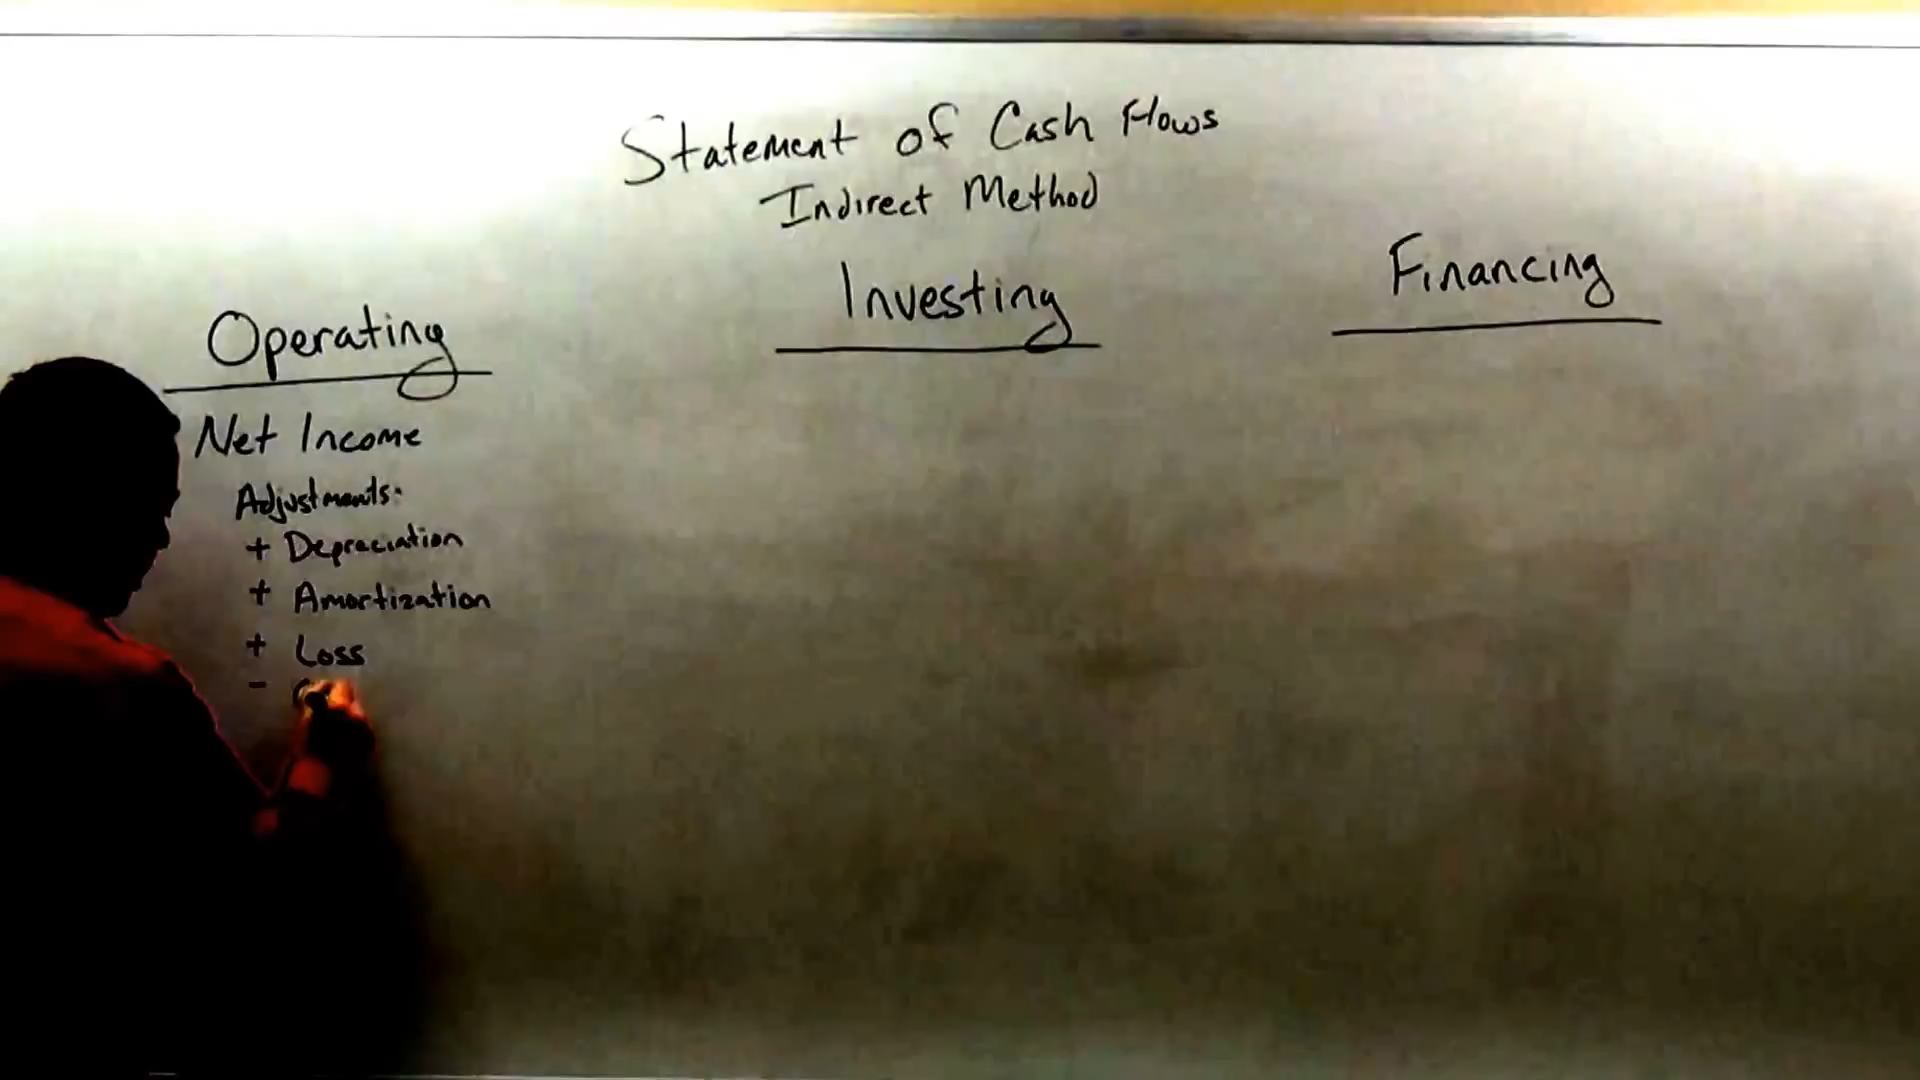 Statement of Cash Flows
Indirect Method
Operating
Investing
Financing
Net Income
Adjustments:
+ Depreciation
+ Amortization
+ Loss
-